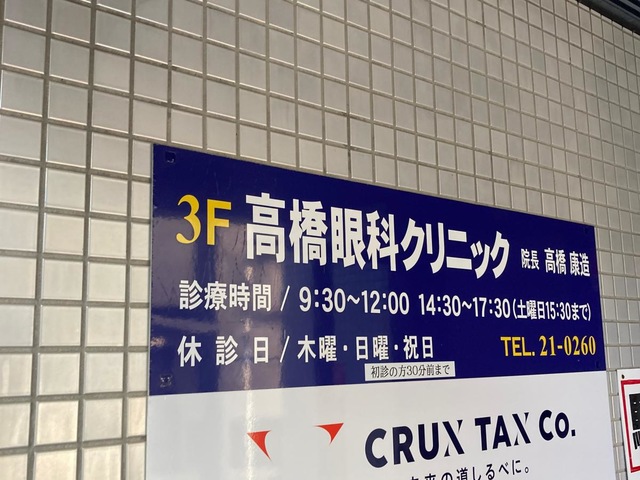 3F 高橋眼科クリニック 院長 高橋 康造
診療時間 / 9:30〜12:00 14:30〜17:30(土曜日15:30まで)
休診日 / 木曜・日曜・祝日 TEL. 21-0260
初診の方30分前まで
CRUX TAX Co.
未来の道しるべに。